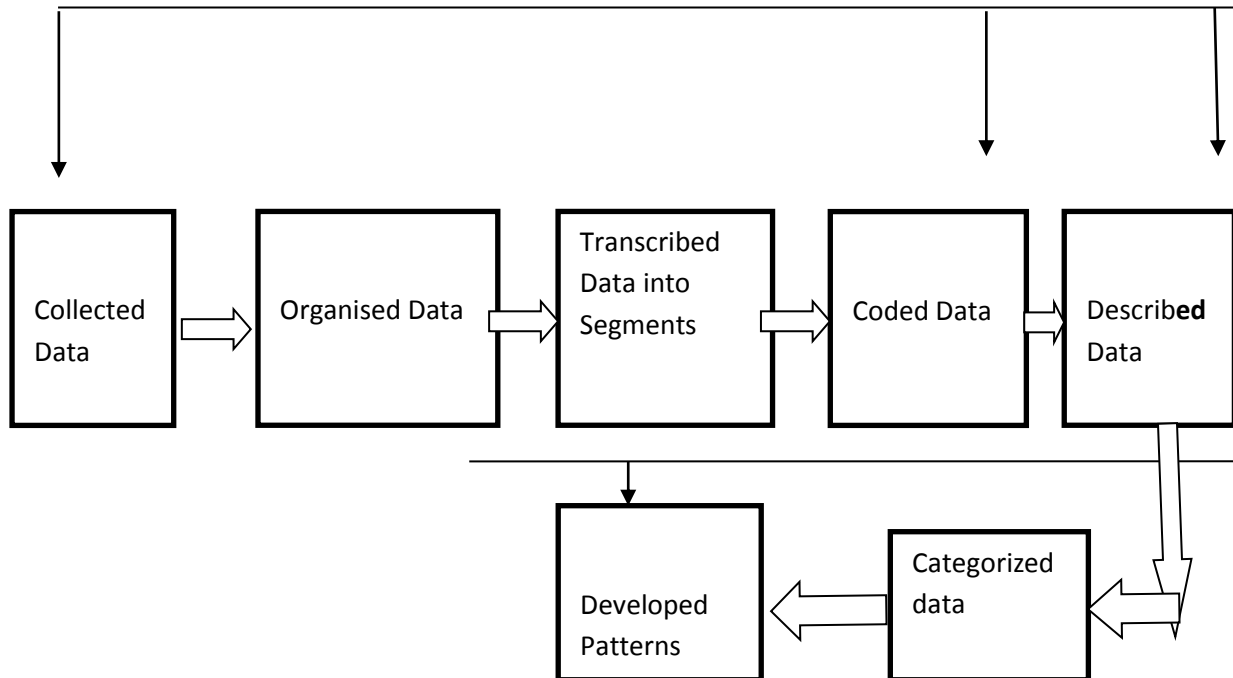 Collected
Data
Organised Data
Transcribed
Data into
Segments
Coded Data
Described
Data
Categorized
data
Developed
Patterns